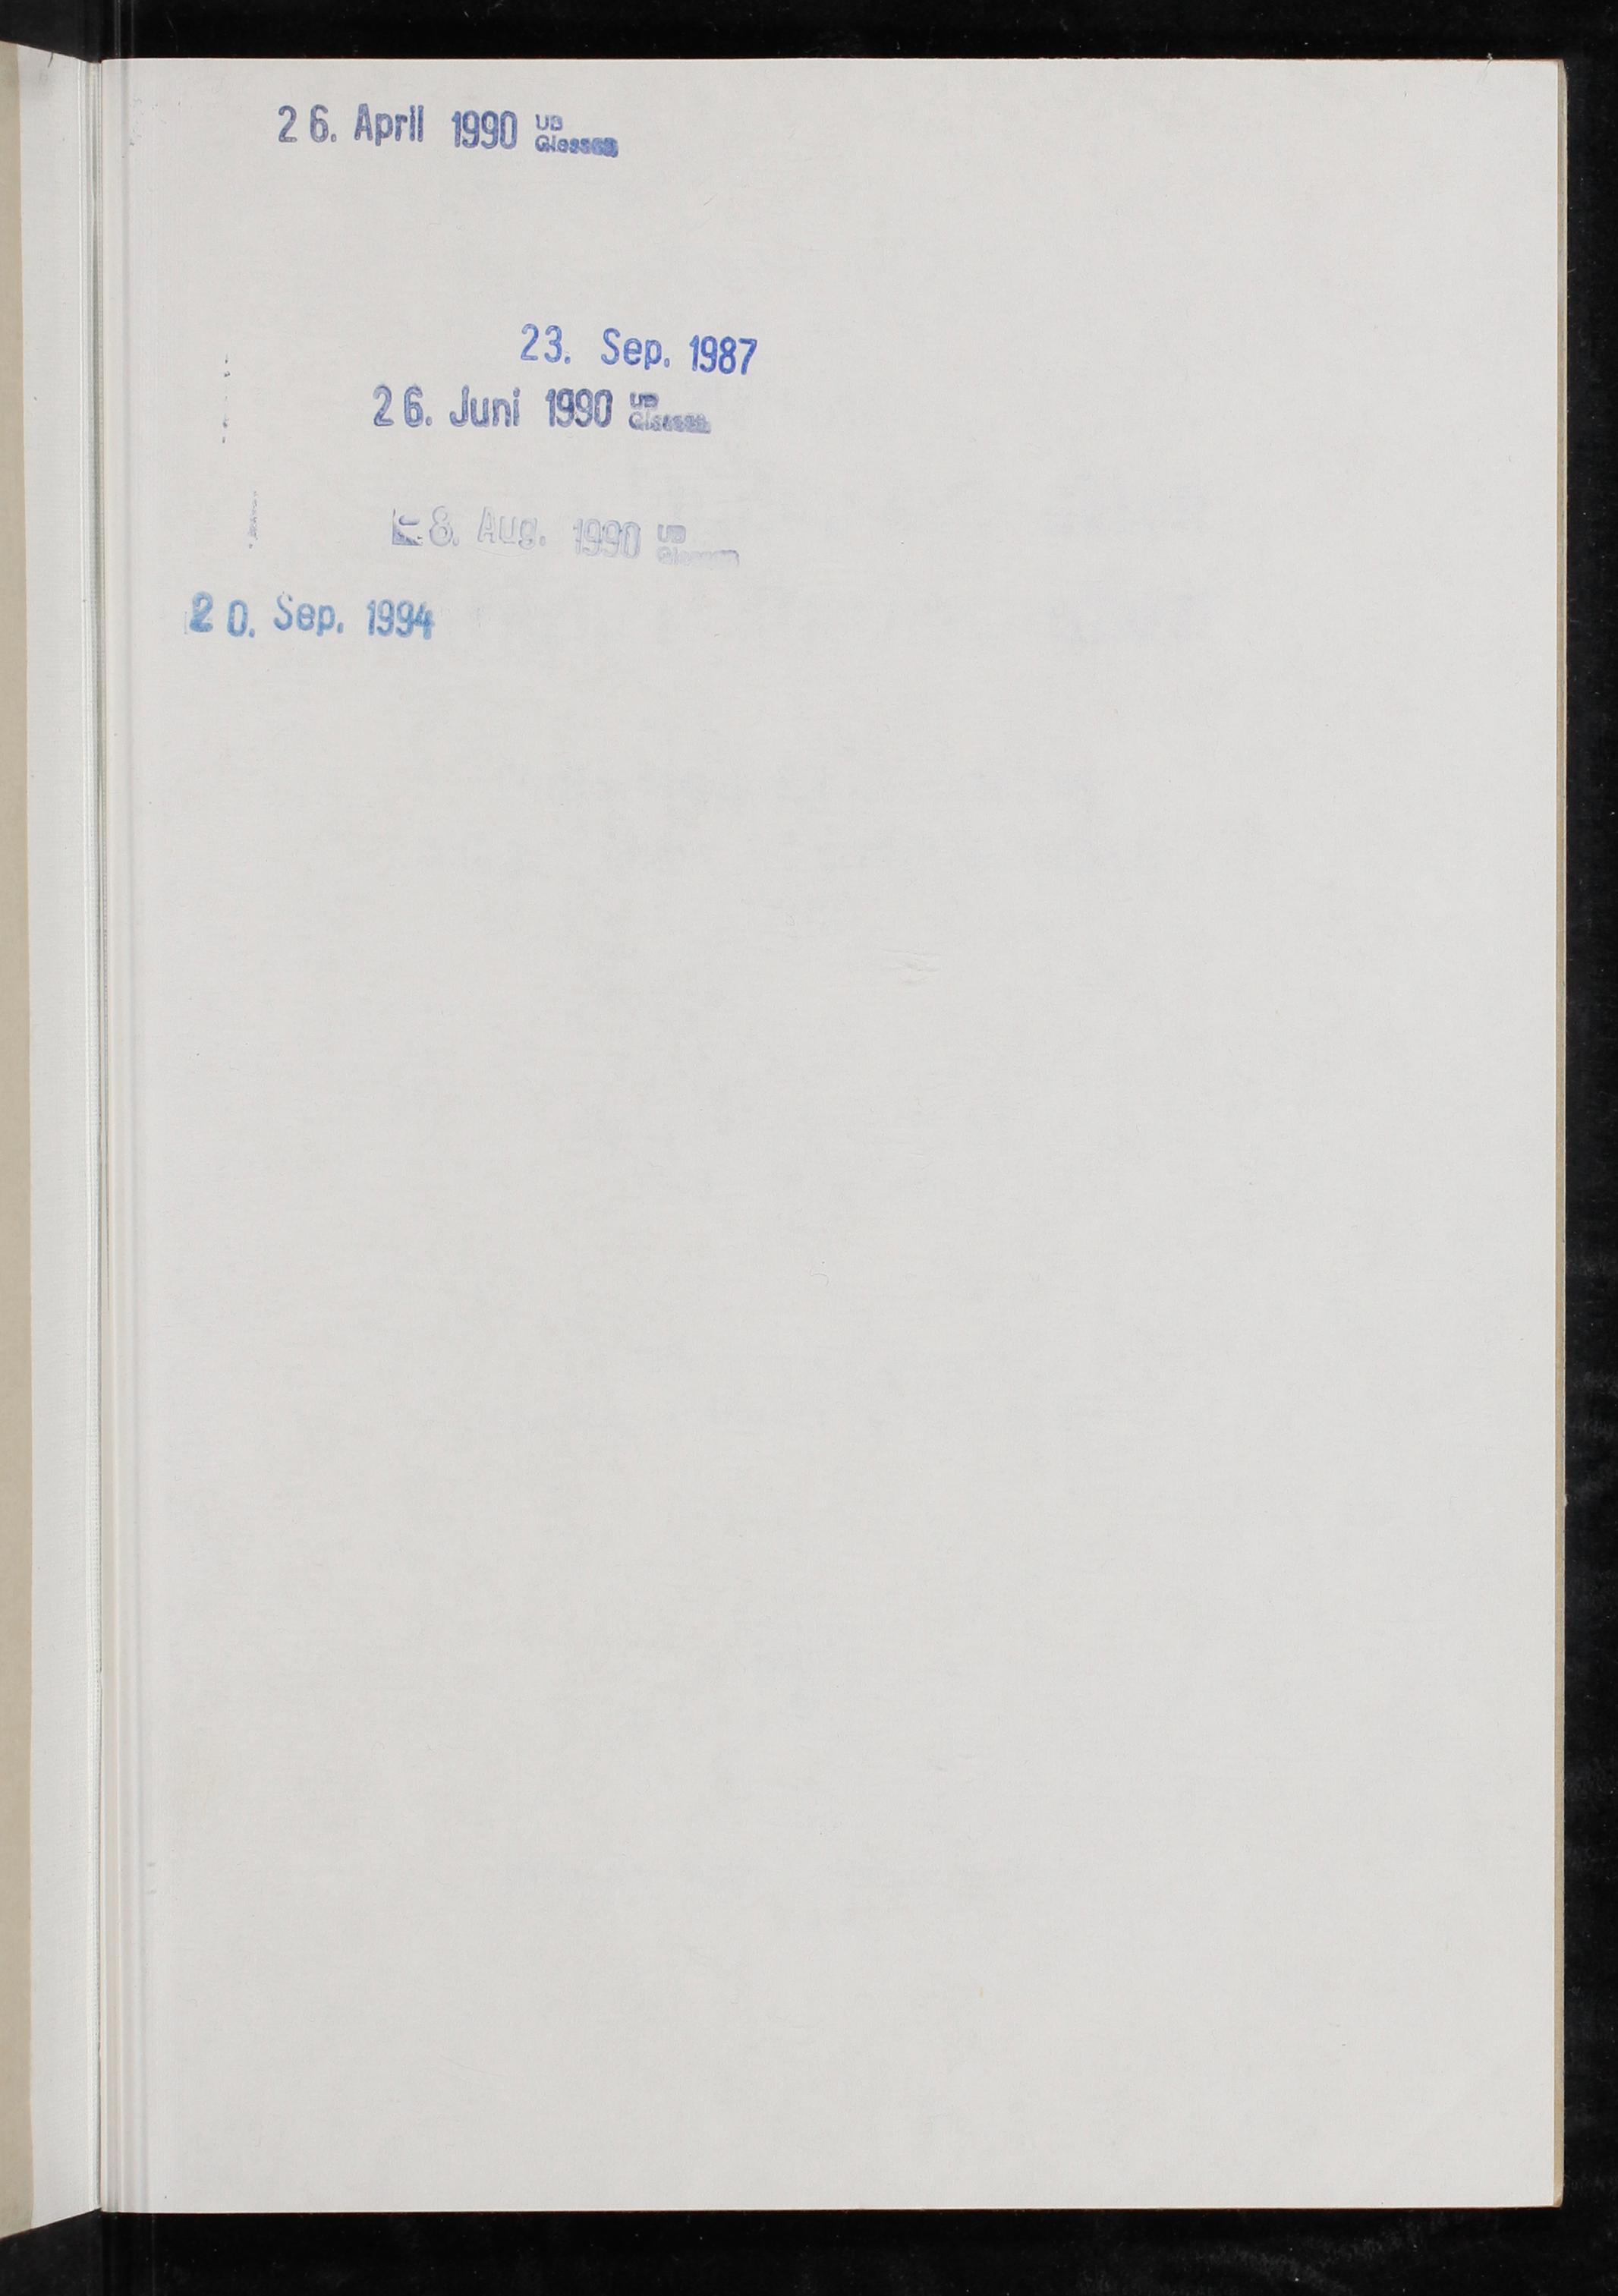 26. April 1990 UB
Giessen
23. Sep. 1987
26. Juni 1990 UB
Giessen
8. Aug. 1990 UB
Giessen
20. Sep. 1994